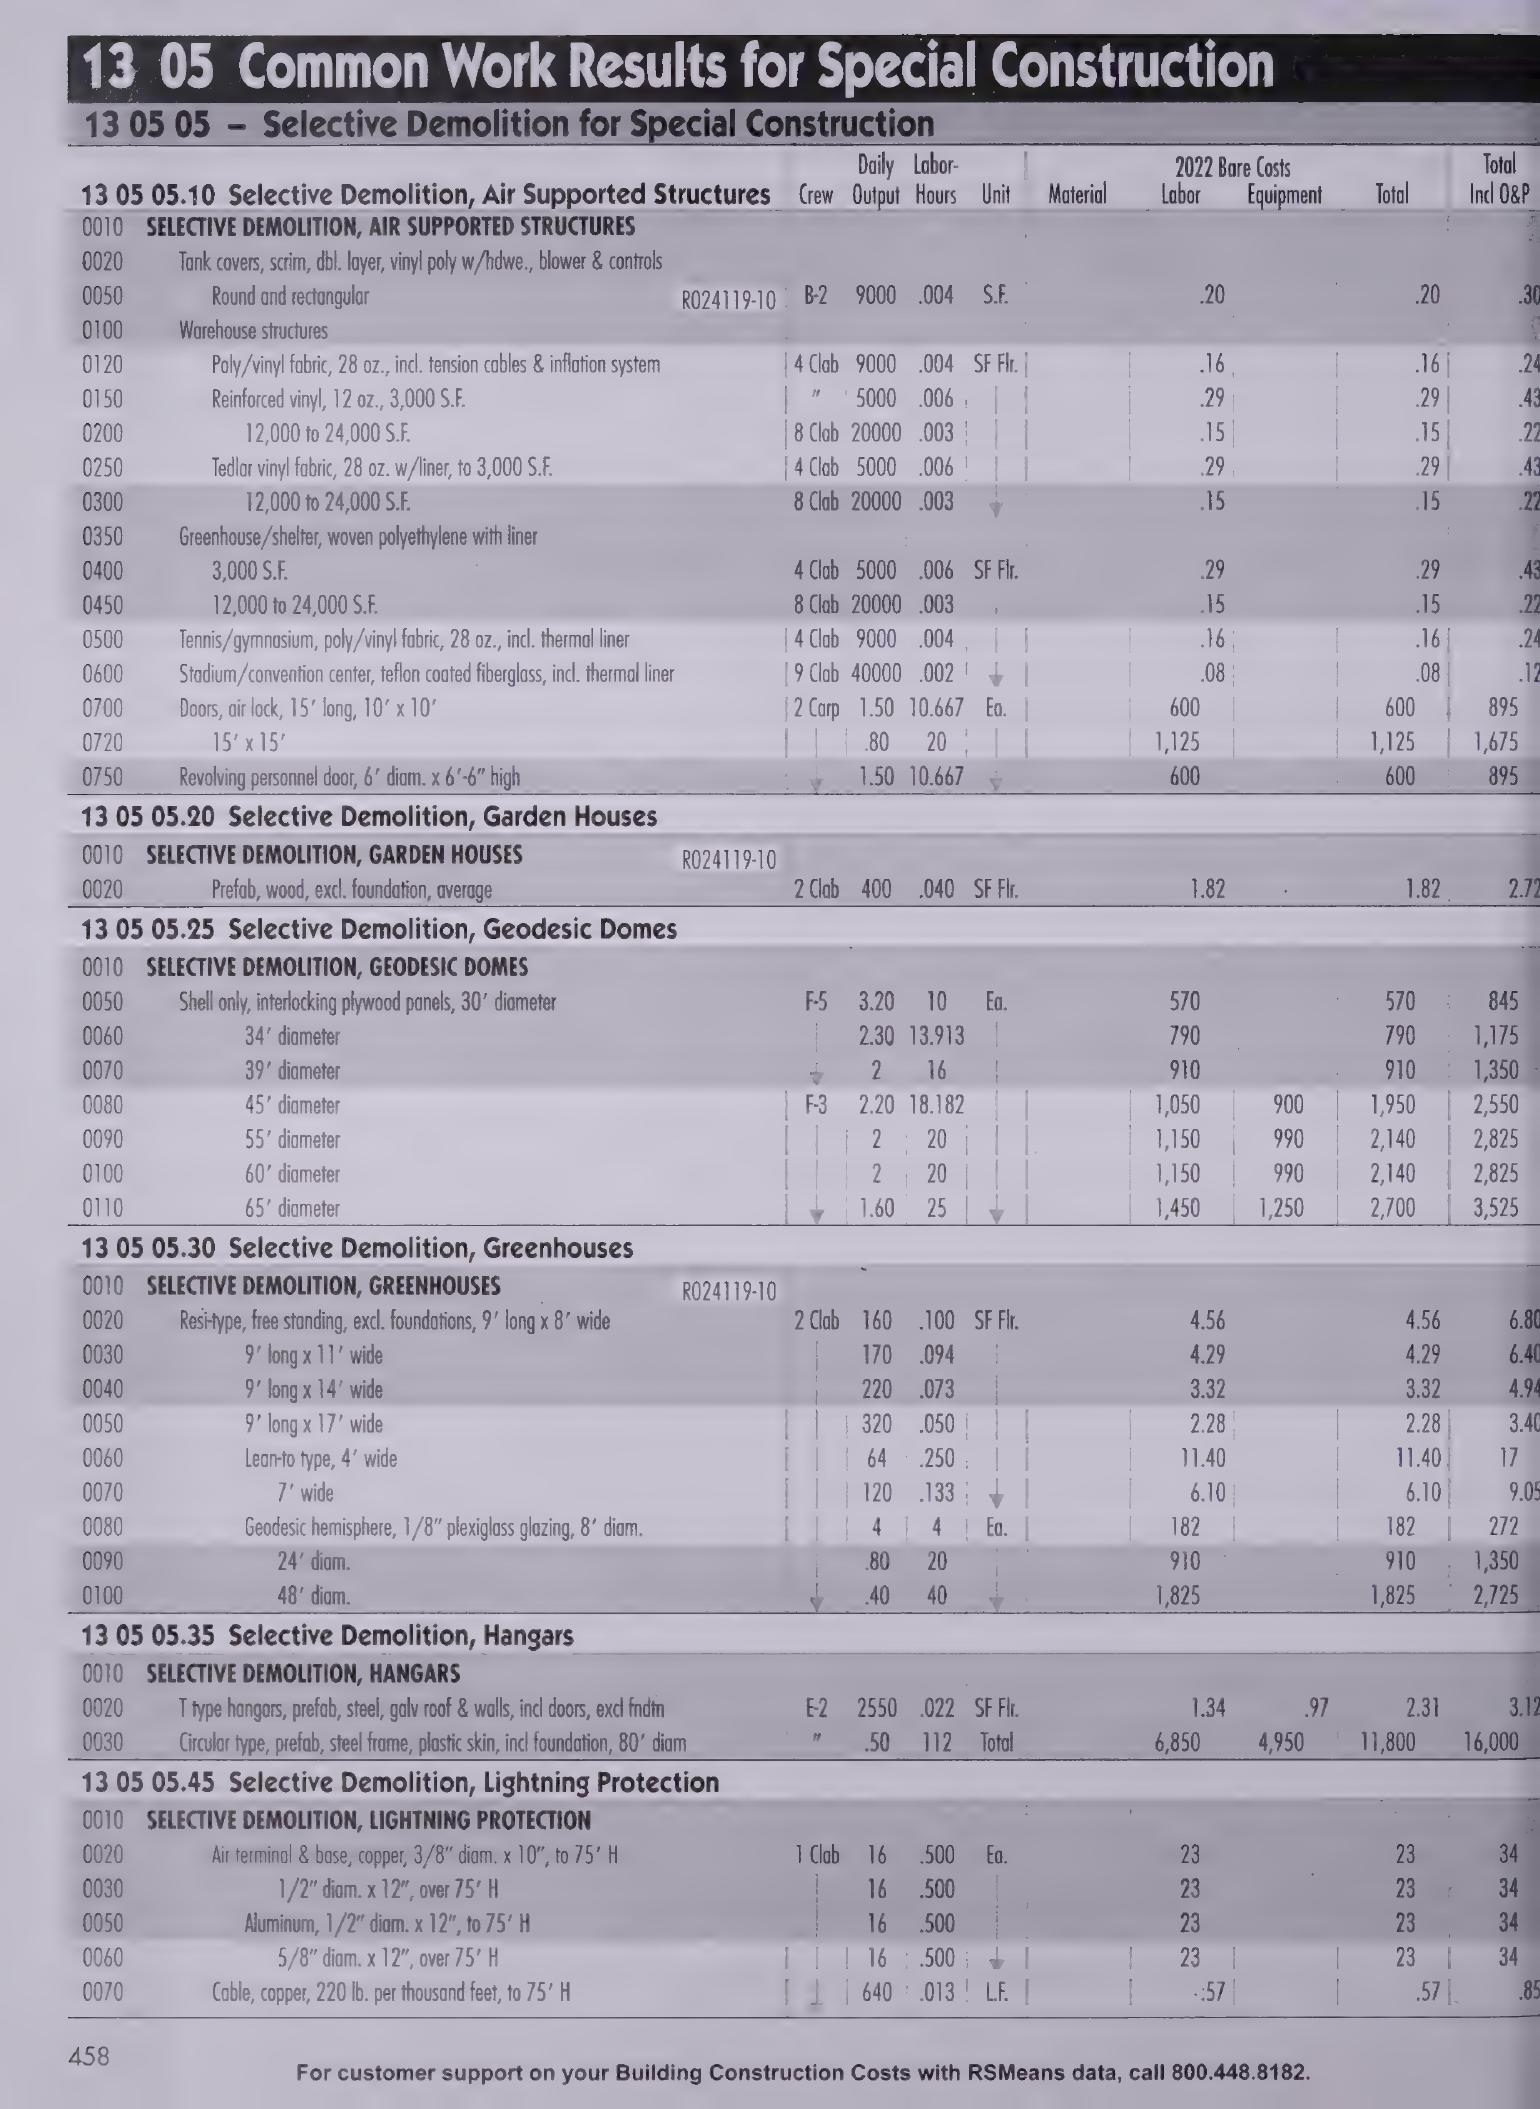 13 05 Common Work Results for Special Construction
13 05 05 – Selective Demolition for Special Construction
Daily Labor- 2022 Bare Costs Total
13 05 05.10 Selective Demolition, Air Supported Structures Crew Output Hours Unit Material Labor Equipment Total Incl O&P
0010 SELECTIVE DEMOLITION, AIR SUPPORTED STRUCTURES
0020 Tank covers, scrim, dbl. layer, vinyl poly w/hdwe., blower & controls
0050 Round and rectangular R024119-10 B-2 9000 .004 S.F. .20 .20 .30
0100 Warehouse structures
0120 Poly/vinyl fabric, 28 oz., incl. tension cables & inflation system 4 Clab 9000 .004 SF Flr. .16 .16 .24
0150 Reinforced vinyl, 12 oz., 3,000 S.F. " 5000 .006 .29 .29 .43
0200 12,000 to 24,000 S.F. 8 Clab 20000 .003 .15 .15 .22
0250 Tedlar vinyl fabric, 28 oz. w/liner, to 3,000 S.F. 4 Clab 5000 .006 .29 .29 .43
0300 12,000 to 24,000 S.F. 8 Clab 20000 .003 .15 .15 .22
0350 Greenhouse/shelter, woven polyethylene with liner
0400 3,000 S.F. 4 Clab 5000 .006 SF Flr. .29 .29 .43
0450 12,000 to 24,000 S.F. 8 Clab 20000 .003 .15 .15 .22
0500 Tennis/gymnasium, poly/vinyl fabric, 28 oz., incl. thermal liner 4 Clab 9000 .004 .16 .16 .24
0600 Stadium/convention center, teflon coated fiberglass, incl. thermal liner 9 Clab 40000 .002 .08 .08 .12
0700 Doors, air lock, 15' long, 10' x 10' 2 Carp 1.50 10.667 Ea. 600 600 895
0720 15' x 15' .80 20 1,125 1,125 1,675
0750 Revolving personnel door, 6' diam. x 6'-6" high 1.50 10.667 600 600 895
13 05 05.20 Selective Demolition, Garden Houses
0010 SELECTIVE DEMOLITION, GARDEN HOUSES R024119-10
0020 Prefab, wood, excl. foundation, average 2 Clab 400 .040 SF Flr. 1.82 1.82 2.72
13 05 05.25 Selective Demolition, Geodesic Domes
0010 SELECTIVE DEMOLITION, GEODESIC DOMES
0050 Shell only, interlocking plywood panels, 30' diameter F-5 3.20 10 Ea. 570 570 845
0060 34' diameter 2.30 13.913 790 790 1,175
0070 39' diameter 2 16 910 910 1,350
0080 45' diameter F-3 2.20 18.182 1,050 900 1,950 2,550
0090 55' diameter 2 20 1,150 990 2,140 2,825
0100 60' diameter 2 20 1,150 990 2,140 2,825
0110 65' diameter 1.60 25 1,450 1,250 2,700 3,525
13 05 05.30 Selective Demolition, Greenhouses
0010 SELECTIVE DEMOLITION, GREENHOUSES R024119-10
0020 Resi-type, free standing, excl. foundations, 9' long x 8' wide 2 Clab 160 .100 SF Flr. 4.56 4.56 6.80
0030 9' long x 11' wide 170 .094 4.29 4.29 6.40
0040 9' long x 14' wide 220 .073 3.32 3.32 4.94
0050 9' long x 17' wide 320 .050 2.28 2.28 3.40
0060 Lean-to type, 4' wide 64 .250 11.40 11.40 17
0070 7' wide 120 .133 6.10 6.10 9.05
0080 Geodesic hemisphere, 1/8" plexiglass glazing, 8' diam. 4 4 Ea. 182 182 272
0090 24' diam. .80 20 910 910 1,350
0100 48' diam. .40 40 1,825 1,825 2,725
13 05 05.35 Selective Demolition, Hangars
0010 SELECTIVE DEMOLITION, HANGARS
0020 T type hangars, prefab, steel, galv roof & walls, incl doors, excl fndtn E-2 2550 .022 SF Flr. 1.34 .97 2.31 3.12
0030 Circular type, prefab, steel frame, plastic skin, incl foundation, 80' diam " .50 112 Total 6,850 4,950 11,800 16,000
13 05 05.45 Selective Demolition, Lightning Protection
0010 SELECTIVE DEMOLITION, LIGHTNING PROTECTION
0020 Air terminal & base, copper, 3/8" diam. x 10", to 75' H 1 Clab 16 .500 Ea. 23 23 34
0030 1/2" diam. x 12", over 75' H 16 .500 23 23 34
0050 Aluminum, 1/2" diam. x 12", to 75' H 16 .500 23 23 34
0060 5/8" diam. x 12", over 75' H 16 .500 23 23 34
0070 Cable, copper, 220 lb. per thousand feet, to 75' H 640 .013 L.F. .57 .57 .85
458
For customer support on your Building Construction Costs with RSMeans data, call 800.448.8182.